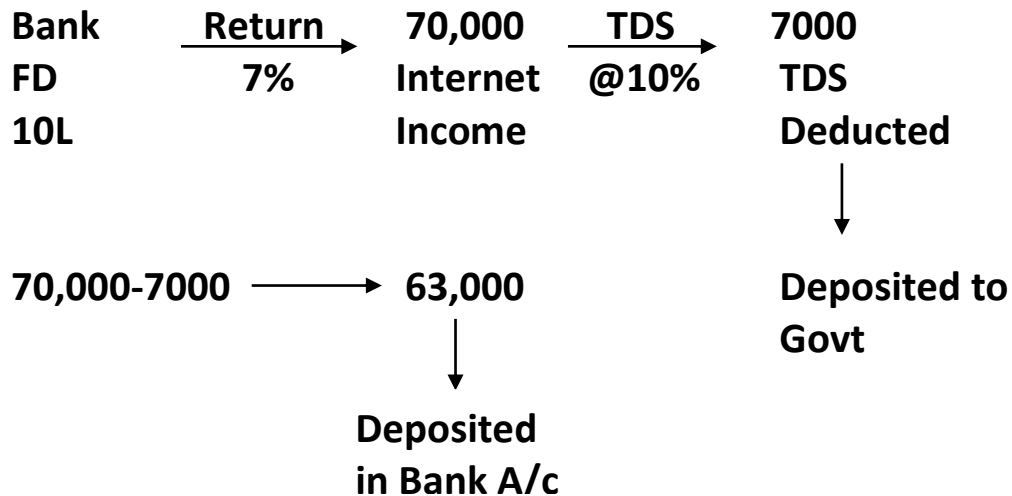 Bank Return 70,000 TDS 7000
FD 7% Internet @10% TDS
10L Income Deducted
70,000-7000 63,000 Deposited to
Govt
Deposited
in Bank A/c